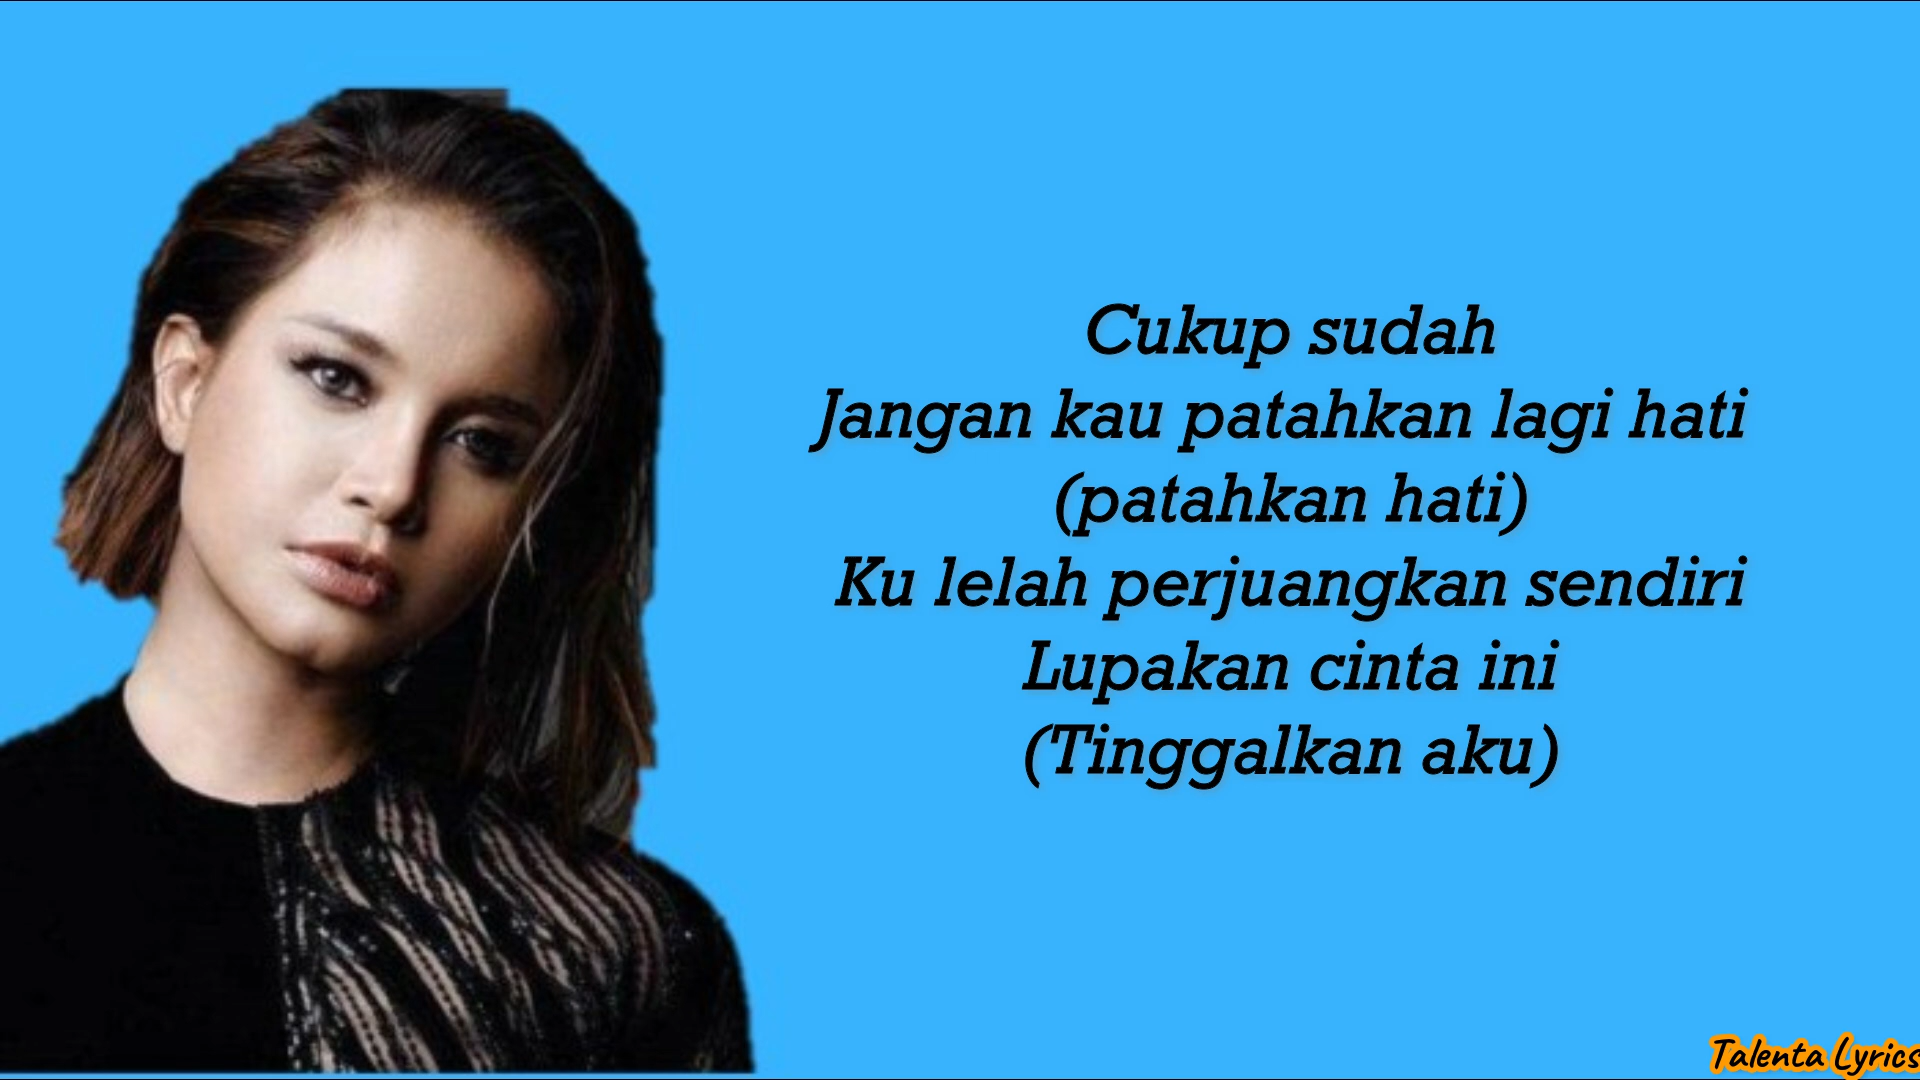 Cukup sudah
Jangan kau patahkan lagi hati
(patahkan hati)
Ku lelah perjuangkan sendiri
Lupakan cinta ini
(Tinggalkan aku)
Talenta Lyrics